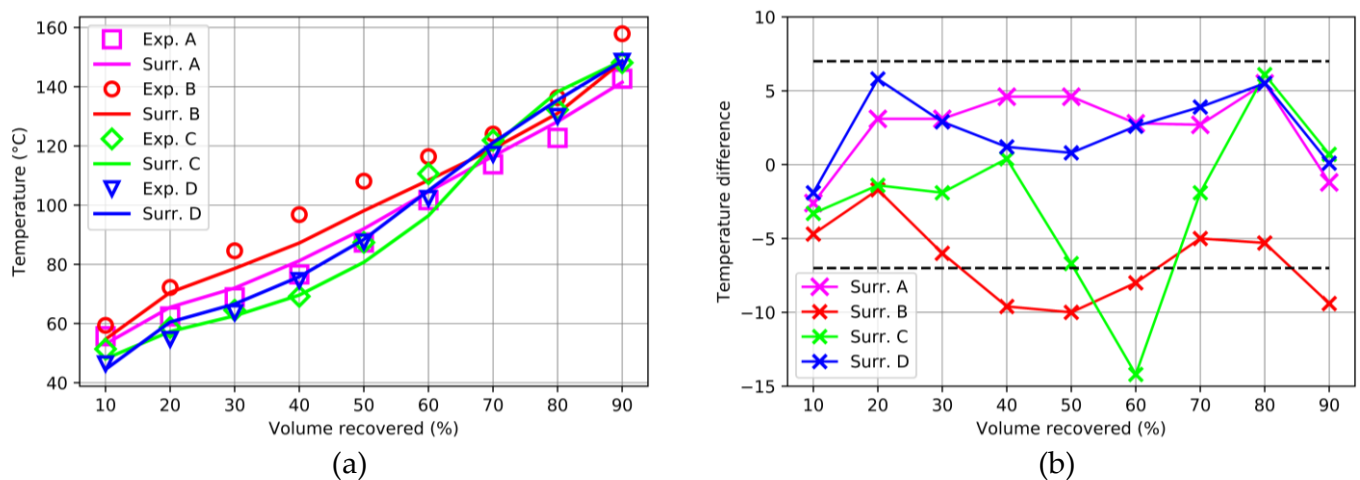 160
140
120
100
80
60
40
Temperature (°C)
Exp. A
Surr. A
Exp. B
Surr. B
Exp. C
Surr. C
Exp. D
Surr. D
10 20 30 40 50 60 70 80 90
Volume recovered (%)
(a)
10
5
0
−5
−10
−15
Temperature difference
Surr. A
Surr. B
Surr. C
Surr. D
10 20 30 40 50 60 70 80 90
Volume recovered (%)
(b)